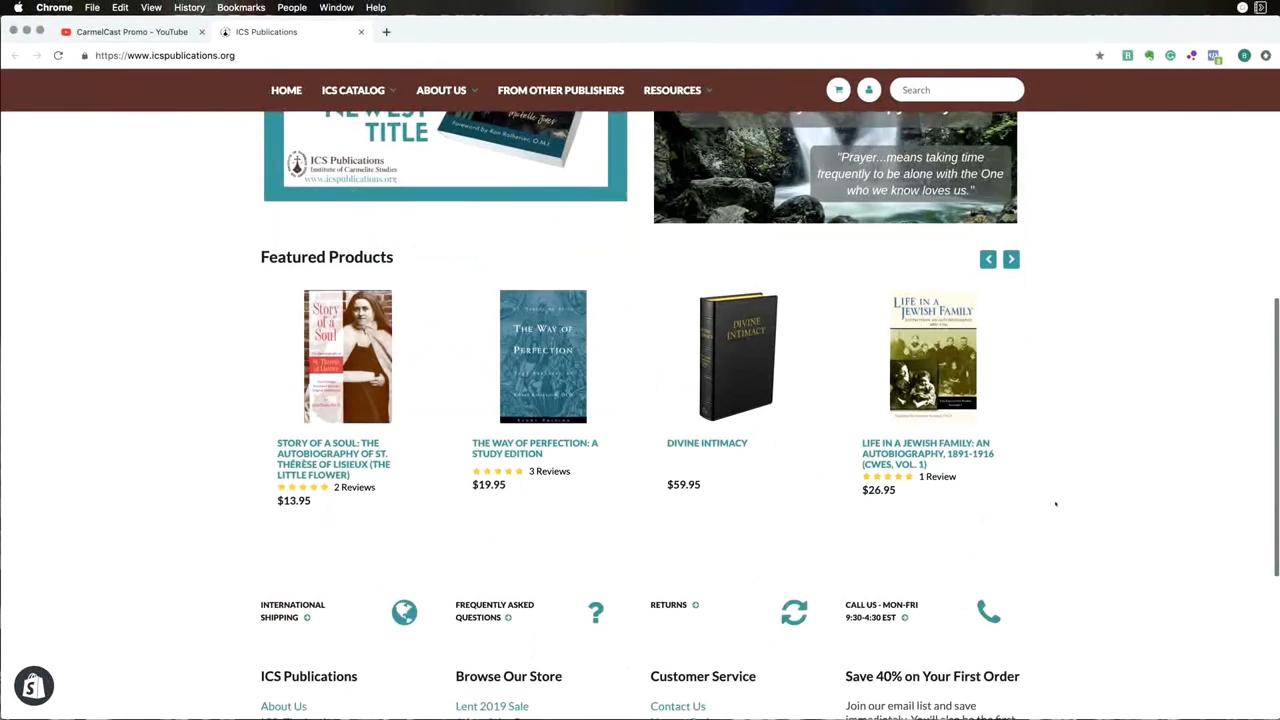 Chrome File Edit View History Bookmarks People Window Help
CarmelCast Promo - YouTube
ICS Publications
https://www.icspublications.org
HOME ICS CATALOG ABOUT US FROM OTHER PUBLISHERS RESOURCES Search
NEWEST
TITLE
Foreword by Ron Rolheiser, O.M.I.
ICS Publications
Institute of Carmelite Studies
www.icspublications.org
"Prayer...means taking time
frequently to be alone with the One
who we know loves us."
Featured Products
Story
of a
Soul
THE WAY OF
PERFECTION
DIVINE
INTIMACY
LIFE IN A
JEWISH FAMILY
STORY OF A SOUL: THE
AUTOBIOGRAPHY OF ST.
THÉRÈSE OF LISIEUX (THE
LITTLE FLOWER)
2 Reviews
$13.95
THE WAY OF PERFECTION: A
STUDY EDITION
3 Reviews
$19.95
DIVINE INTIMACY
$59.95
LIFE IN A JEWISH FAMILY: AN
AUTOBIOGRAPHY, 1891-1916
(CWES, VOL. 1)
1 Review
$26.95
INTERNATIONAL
SHIPPING
FREQUENTLY ASKED
QUESTIONS
?
RETURNS
CALL US - MON-FRI
9:30-4:30 EST
ICS Publications
About Us
Browse Our Store
Lent 2019 Sale
Customer Service
Contact Us
Save 40% on Your First Order
Join our email list and save
immediately. You'll also be the first